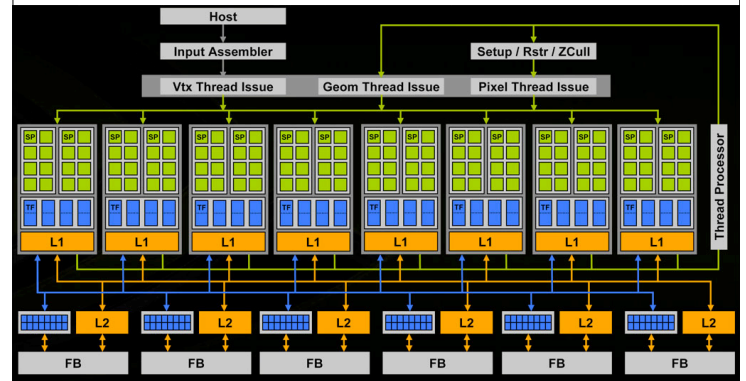 Host
Input Assembler
Setup / Rstr / ZCull
Vtx Thread Issue
Geom Thread Issue
Pixel Thread Issue
Thread Processor
SP SP SP SP SP SP SP SP SP SP SP SP SP SP SP SP
TF TF TF TF TF TF TF TF
L1 L1 L1 L1 L1 L1 L1 L1
L2 L2 L2 L2 L2 L2
FB FB FB FB FB FB